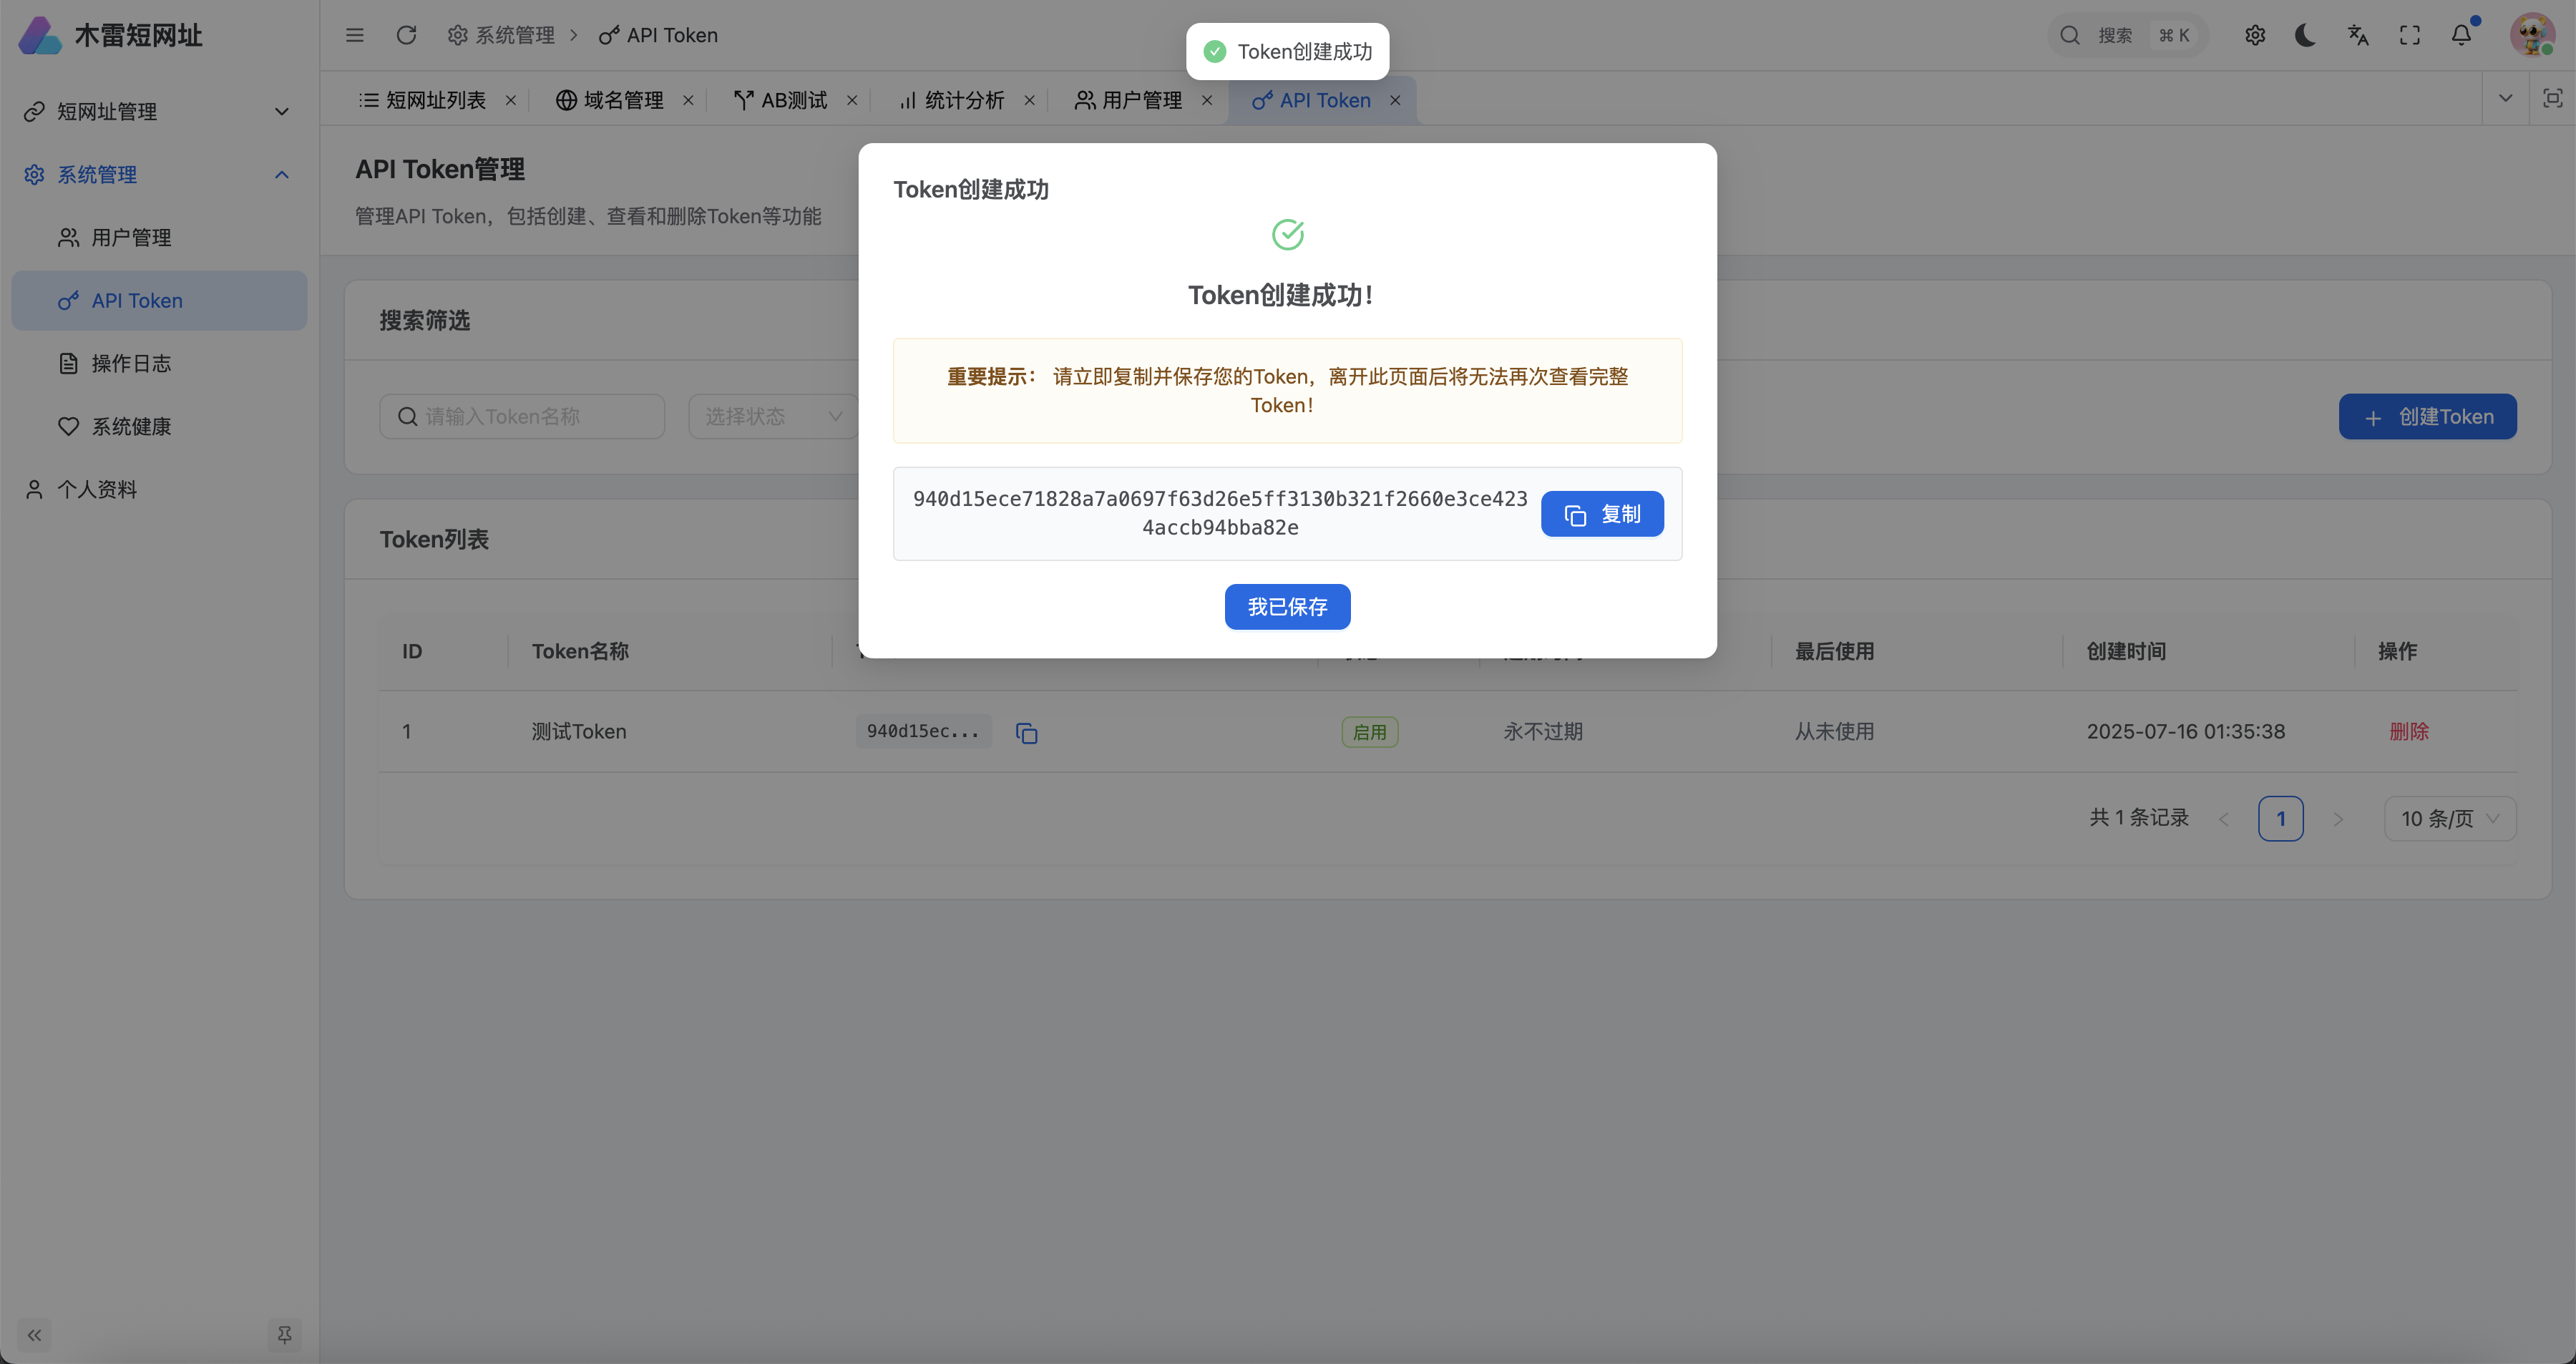 木雷短网址
系统管理
API Token
搜索
⌘ K
Token创建成功
短网址列表
域名管理
AB测试
统计分析
用户管理
API Token
短网址管理
系统管理
用户管理
API Token
操作日志
系统健康
个人资料
API Token管理
管理API Token，包括创建、查看和删除Token等功能
搜索筛选
请输入Token名称
选择状态
创建Token
Token创建成功
Token创建成功！
重要提示： 请立即复制并保存您的Token，离开此页面后将无法再次查看完整
Token！
940d15ece71828a7a0697f63d26e5ff3130b321f2660e3ce423
4accb94bba82e
复制
我已保存
Token列表
ID
Token名称
最后使用
创建时间
操作
1
测试Token
940d15ec...
启用
永不过期
从未使用
2025-07-16 01:35:38
删除
共 1 条记录
1
10 条/页